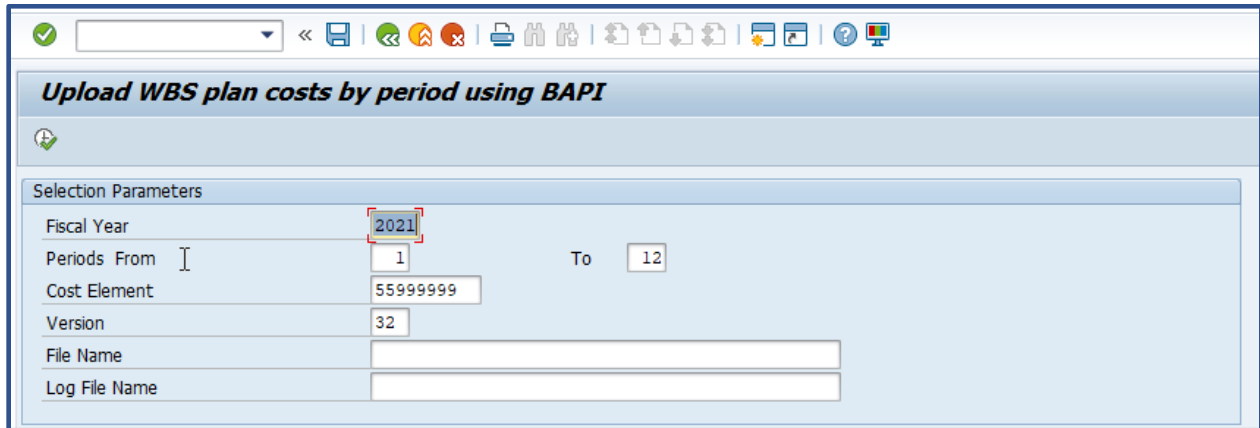 Upload WBS plan costs by period using BAPI
Selection Parameters
Fiscal Year 2021
Periods From 1 To 12
Cost Element 55999999
Version 32
File Name
Log File Name